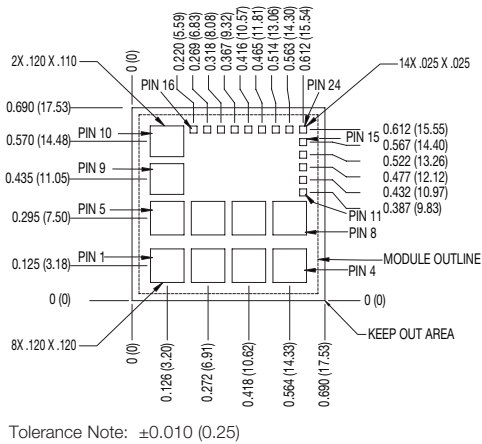 0 (0)
0.220 (5.59)
0.269 (6.83)
0.318 (8.08)
0.367 (9.32)
0.416 (10.57)
0.465 (11.81)
0.514 (13.06)
0.563 (14.30)
0.612 (15.54)
2X .120 X .110
14X .025 X .025
PIN 16
PIN 24
0.690 (17.53)
0.570 (14.48)
PIN 10
PIN 15
0.612 (15.55)
0.567 (14.40)
0.522 (13.26)
0.477 (12.12)
0.432 (10.97)
0.387 (9.83)
0.435 (11.05)
PIN 9
PIN 11
0.295 (7.50)
PIN 5
PIN 8
0.125 (3.18)
PIN 1
PIN 4
MODULE OUTLINE
0 (0)
0 (0)
KEEP OUT AREA
8X .120 X .120
0 (0)
0.126 (3.20)
0.272 (6.91)
0.418 (10.62)
0.564 (14.33)
0.690 (17.53)
Tolerance Note: ±0.010 (0.25)